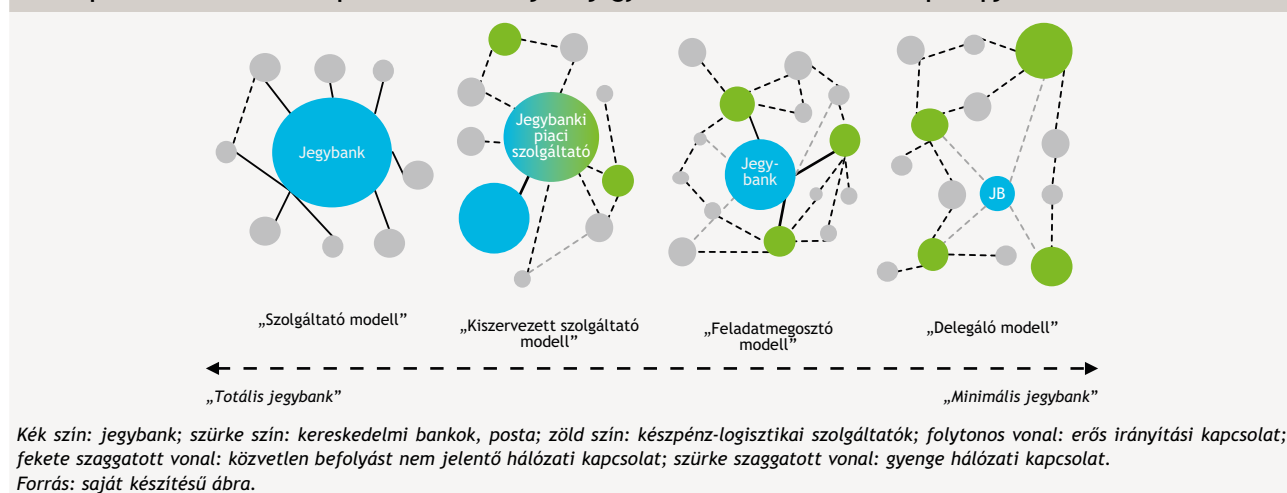 Jegybank
Jegybanki
piaci
szolgáltató
Jegy-
bank
JB
„Szolgáltató modell”
„Kiszervezett szolgáltató
modell”
„Feladatmegosztó
modell”
„Delegáló modell”
„Totális jegybank”
„Minimális jegybank”
Kék szín: jegybank; szürke szín: kereskedelmi bankok, posta; zöld szín: készpénz-logisztikai szolgáltatók; folytonos vonal: erős irányítási kapcsolat;
fekete szaggatott vonal: közvetlen befolyást nem jelentő hálózati kapcsolat; szürke szaggatott vonal: gyenge hálózati kapcsolat.
Forrás: saját készítésű ábra.